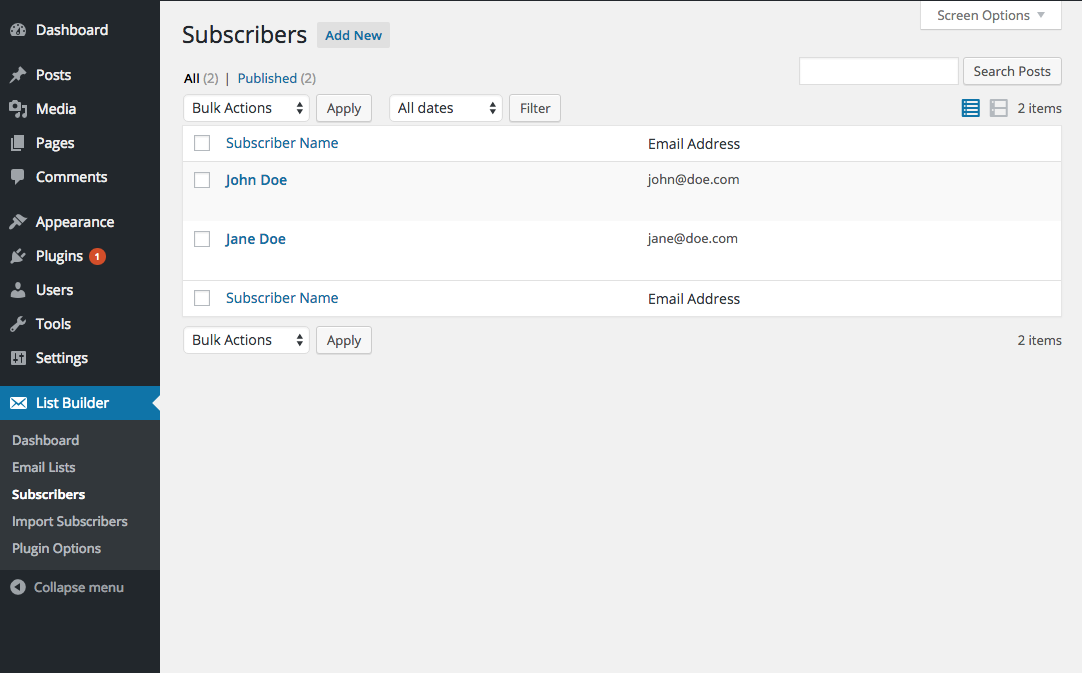 Dashboard
Posts
Media
Pages
Comments
Appearance
Plugins 1
Users
Tools
Settings
List Builder
Dashboard
Email Lists
Subscribers
Import Subscribers
Plugin Options
Collapse menu
Screen Options
Subscribers Add New
All (2) | Published (2)
Search Posts
Bulk Actions Apply All dates Filter 2 items
Subscriber Name Email Address
John Doe john@doe.com
Jane Doe jane@doe.com
Subscriber Name Email Address
Bulk Actions Apply 2 items